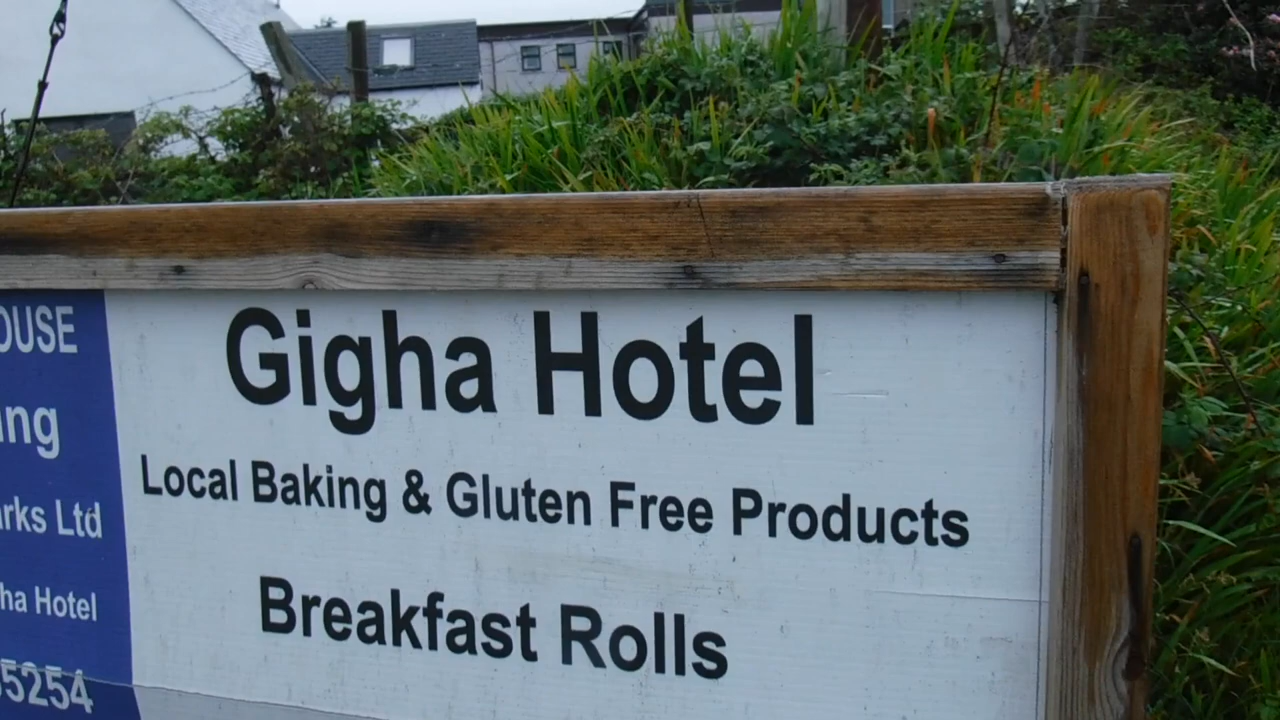 Gigha Hotel
Local Baking & Gluten Free Products
Breakfast Rolls
OUSE
ing
arks Ltd
ha Hotel
5254